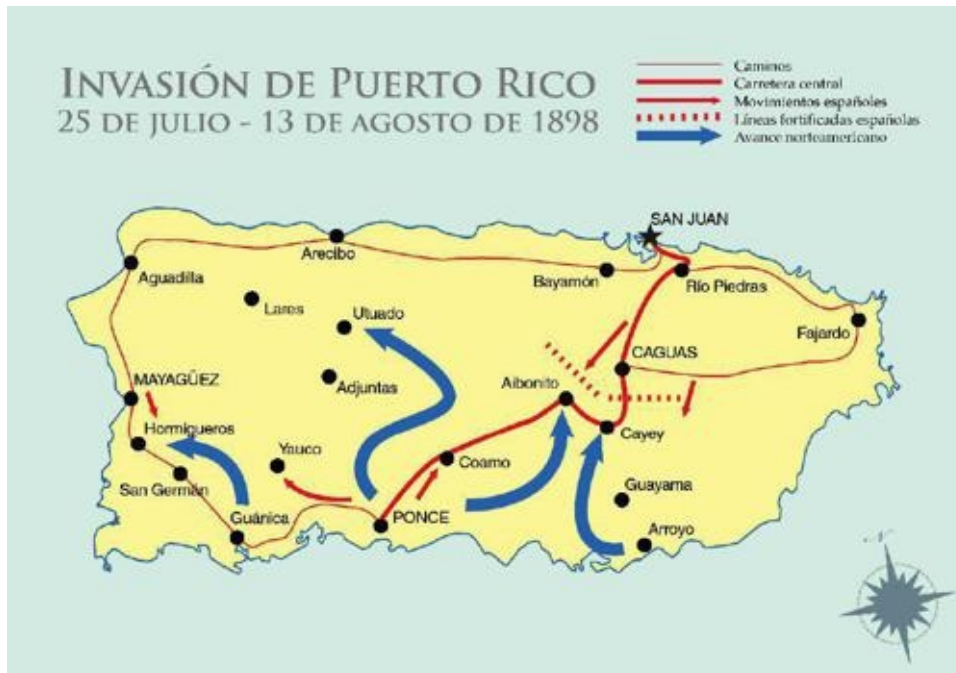 INVASIÓN DE PUERTO RICO
25 DE JULIO - 13 DE AGOSTO DE 1898
Caminos
Carretera central
Movimientos españoles
Líneas fortificadas españolas
Avance norteamericano
SAN JUAN
Arecibo
Aguadilla
Bayamón
Río Piedras
Lares
Utuado
Fajardo
CAGUAS
MAYAGÜEZ
Adjuntas
Aibonito
Hormigueros
Cayey
Yauco
Coamo
San Germán
Guayama
Guánica
PONCE
Arroyo
N